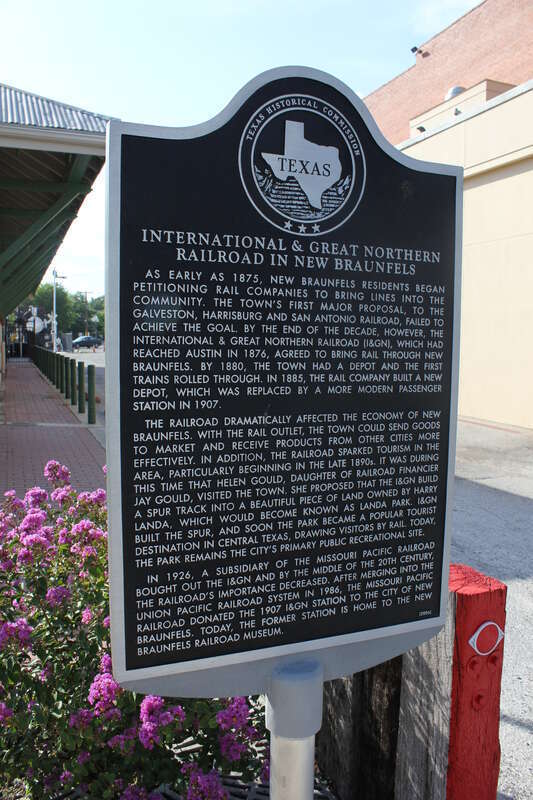 TEXAS HISTORICAL COMMISSION
TEXAS
INTERNATIONAL & GREAT NORTHERN
RAILROAD IN NEW BRAUNFELS
AS EARLY AS 1875, NEW BRAUNFELS RESIDENTS BEGAN
PETITIONING RAIL COMPANIES TO BRING LINES INTO THE
COMMUNITY. THE TOWN'S FIRST MAJOR PROPOSAL, TO THE
GALVESTON, HARRISBURG AND SAN ANTONIO RAILROAD, FAILED TO
ACHIEVE THE GOAL. BY THE END OF THE DECADE, HOWEVER, THE
INTERNATIONAL & GREAT NORTHERN RAILROAD (I&GN), WHICH HAD
REACHED AUSTIN IN 1876, AGREED TO BRING RAIL THROUGH NEW
BRAUNFELS. BY 1880, THE TOWN HAD A DEPOT AND THE FIRST
TRAINS ROLLED THROUGH. IN 1885, THE RAIL COMPANY BUILT A NEW
DEPOT, WHICH WAS REPLACED BY A MORE MODERN PASSENGER
STATION IN 1907.
THE RAILROAD DRAMATICALLY AFFECTED THE ECONOMY OF NEW
BRAUNFELS. WITH THE RAIL OUTLET, THE TOWN COULD SEND GOODS
TO MARKET AND RECEIVE PRODUCTS FROM OTHER CITIES MORE
EFFECTIVELY. IN ADDITION, THE RAILROAD SPARKED TOURISM IN THE
AREA, PARTICULARLY BEGINNING IN THE LATE 1890s. IT WAS DURING
THIS TIME THAT HELEN GOULD, DAUGHTER OF RAILROAD FINANCIER
JAY GOULD, VISITED THE TOWN. SHE PROPOSED THAT THE I&GN BUILD
A SPUR TRACK INTO A BEAUTIFUL PIECE OF LAND OWNED BY HARRY
LANDA, WHICH WOULD BECOME KNOWN AS LANDA PARK. I&GN
BUILT THE SPUR, AND SOON THE PARK BECAME A POPULAR TOURIST
DESTINATION IN CENTRAL TEXAS, DRAWING VISITORS BY RAIL. TODAY,
THE PARK REMAINS THE CITY'S PRIMARY PUBLIC RECREATIONAL SITE.
IN 1926, A SUBSIDIARY OF THE MISSOURI PACIFIC RAILROAD
BOUGHT OUT THE I&GN AND BY THE MIDDLE OF THE 20TH CENTURY,
THE RAILROAD'S IMPORTANCE DECREASED. AFTER MERGING INTO THE
UNION PACIFIC RAILROAD SYSTEM IN 1986, THE MISSOURI PACIFIC
RAILROAD DONATED THE 1907 I&GN STATION TO THE CITY OF NEW
BRAUNFELS. TODAY, THE FORMER STATION IS HOME TO THE NEW
BRAUNFELS RAILROAD MUSEUM.